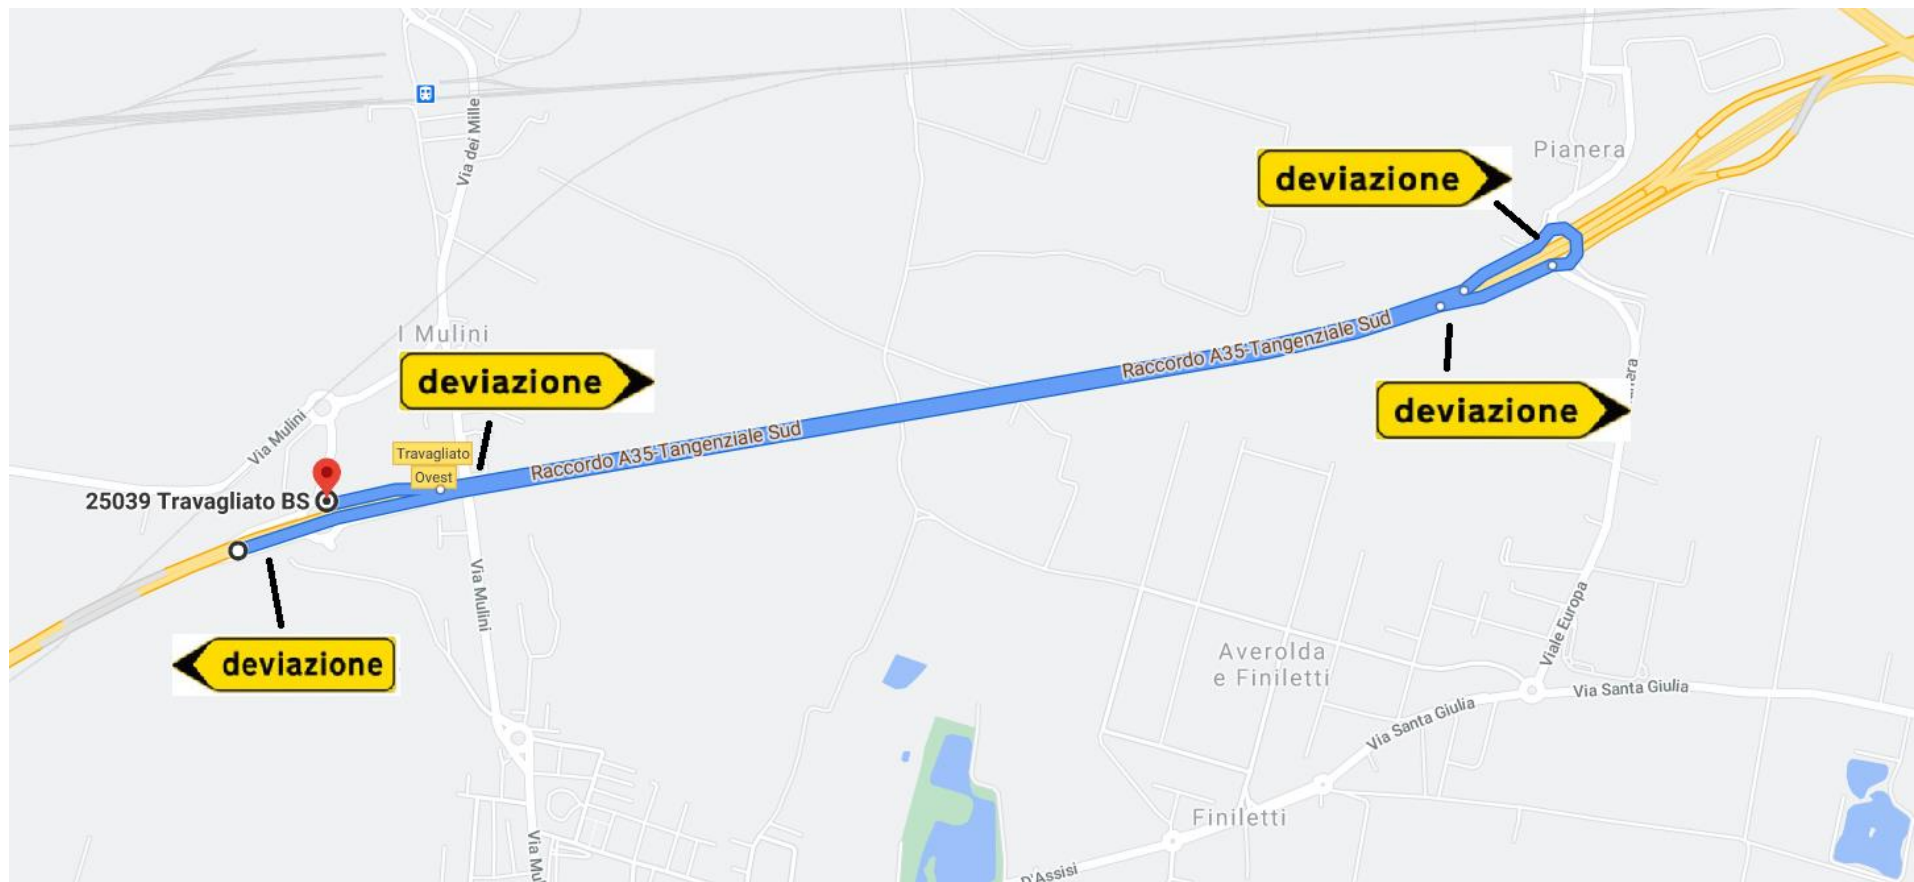 Via dei Mille
Pianera
deviazione
I Mulini
deviazione
Raccordo A35-Tangenziale Sud
deviazione
Via Mulini
Travagliato
Ovest
Raccordo A35-Tangenziale Sud
25039 Travagliato BS
Via Mulini
deviazione
Viale Europa
Averolda
e Finiletti
Via Santa Giulia
Via Santa Giulia
Finiletti
Via Mul
D'Assisi